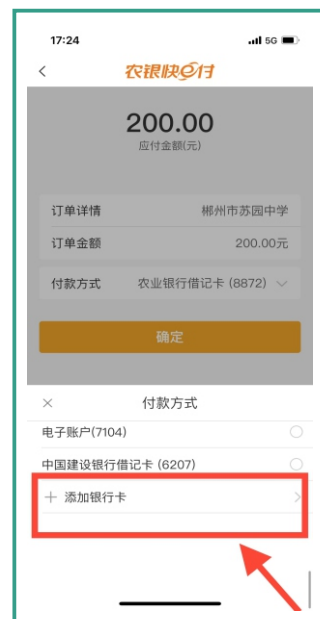 17:24
5G
农银快e付
200.00
应付金额(元)
订单详情 郴州市苏园中学
订单金额 200.00元
付款方式 农业银行借记卡 (8872)
确定
付款方式
电子账户(7104)
中国建设银行借记卡 (6207)
添加银行卡